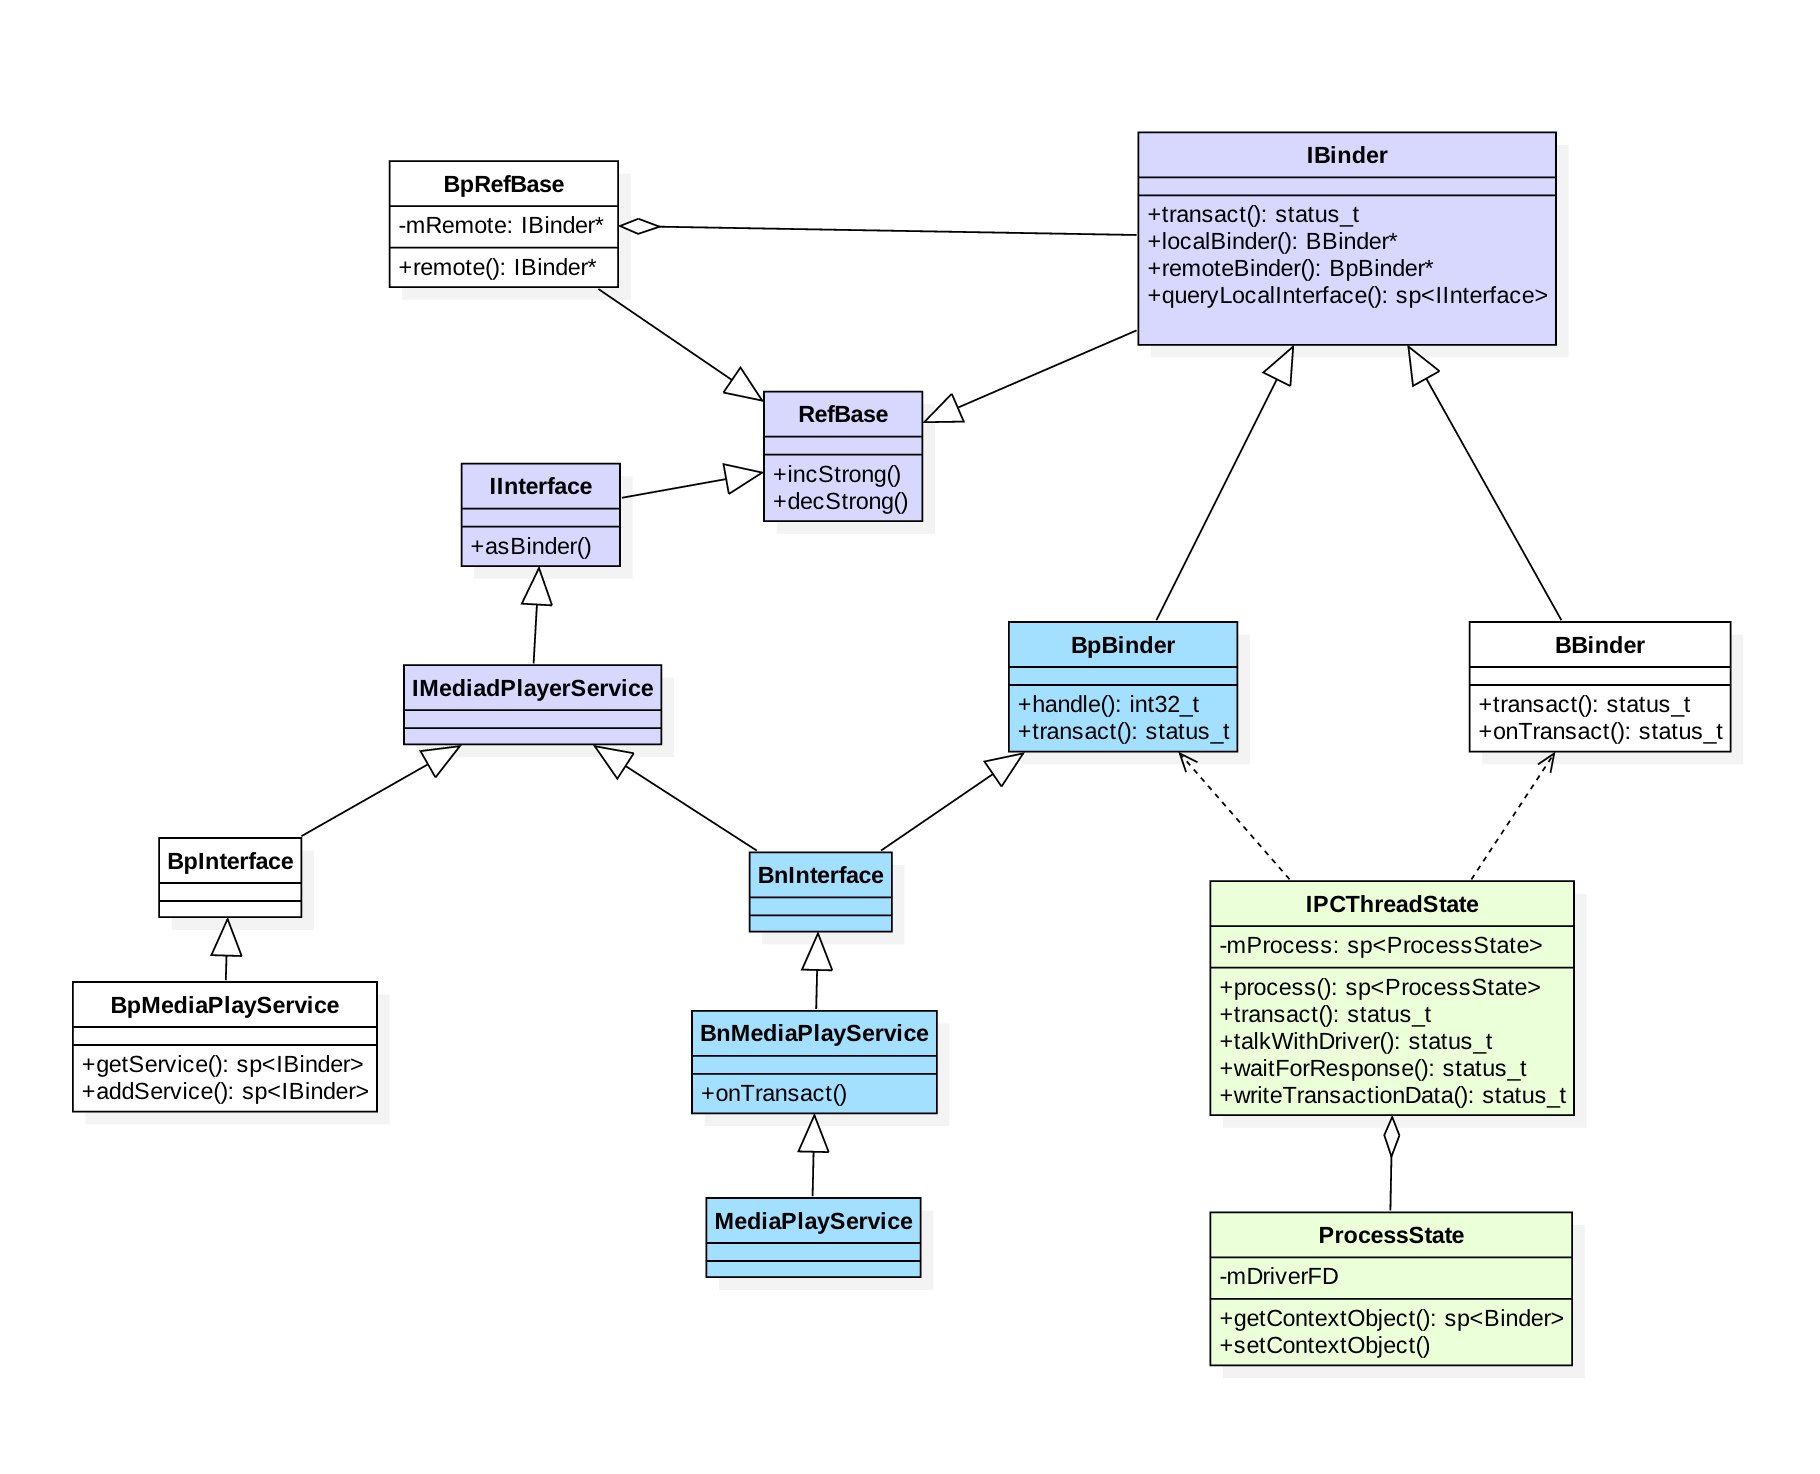 BpRefBase
-mRemote: IBinder*
+remote(): IBinder*
IBinder
+transact(): status_t
+localBinder(): BBinder*
+remoteBinder(): BpBinder*
+queryLocalInterface(): sp<IInterface>
RefBase
+incStrong()
+decStrong()
IInterface
+asBinder()
IMediadPlayerService
BpBinder
+handle(): int32_t
+transact(): status_t
BBinder
+transact(): status_t
+onTransact(): status_t
BpInterface
BnInterface
IPCThreadState
-mProcess: sp<ProcessState>
+process(): sp<ProcessState>
+transact(): status_t
+talkWithDriver(): status_t
+waitForResponse(): status_t
+writeTransactionData(): status_t
BpMediaPlayService
+getService(): sp<IBinder>
+addService(): sp<IBinder>
BnMediaPlayService
+onTransact()
MediaPlayService
ProcessState
-mDriverFD
+getContextObject(): sp<Binder>
+setContextObject()